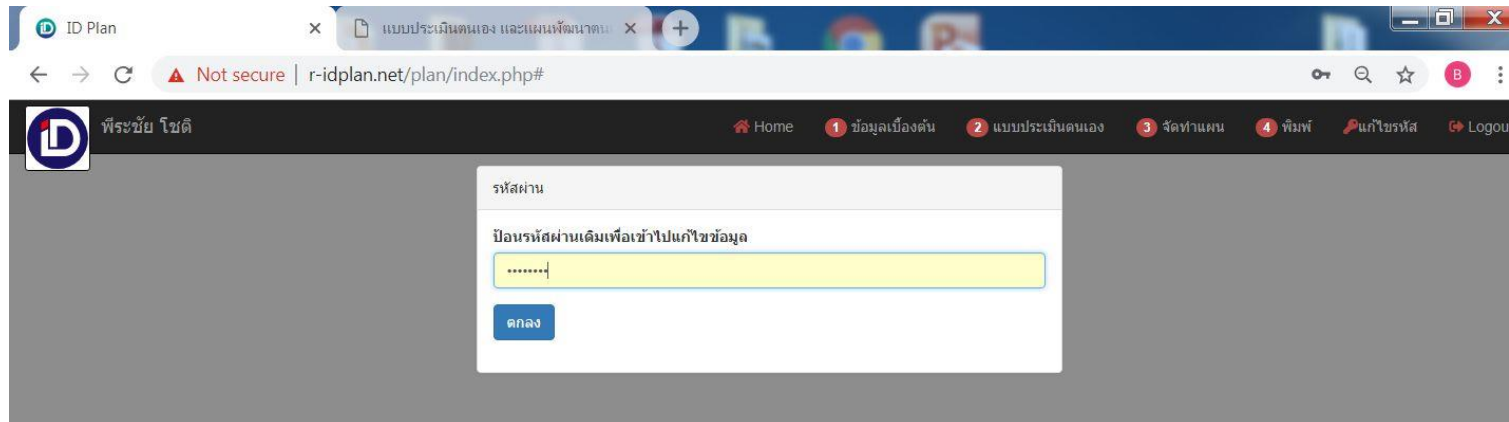 ID Plan
แบบประเมินตนเอง และแผนพัฒนาตน
Not secure | r-idplan.net/plan/index.php#
B
iD
พีระชัย โชติ
Home
1 ข้อมูลเบื้องต้น
2 แบบประเมินตนเอง
3 จัดทำแผน
4 พิมพ์
แก้ไขรหัส
Logou
รหัสผ่าน
ป้อนรหัสผ่านเดิมเพื่อเข้าไปแก้ไขข้อมูล
••••••••
ตกลง